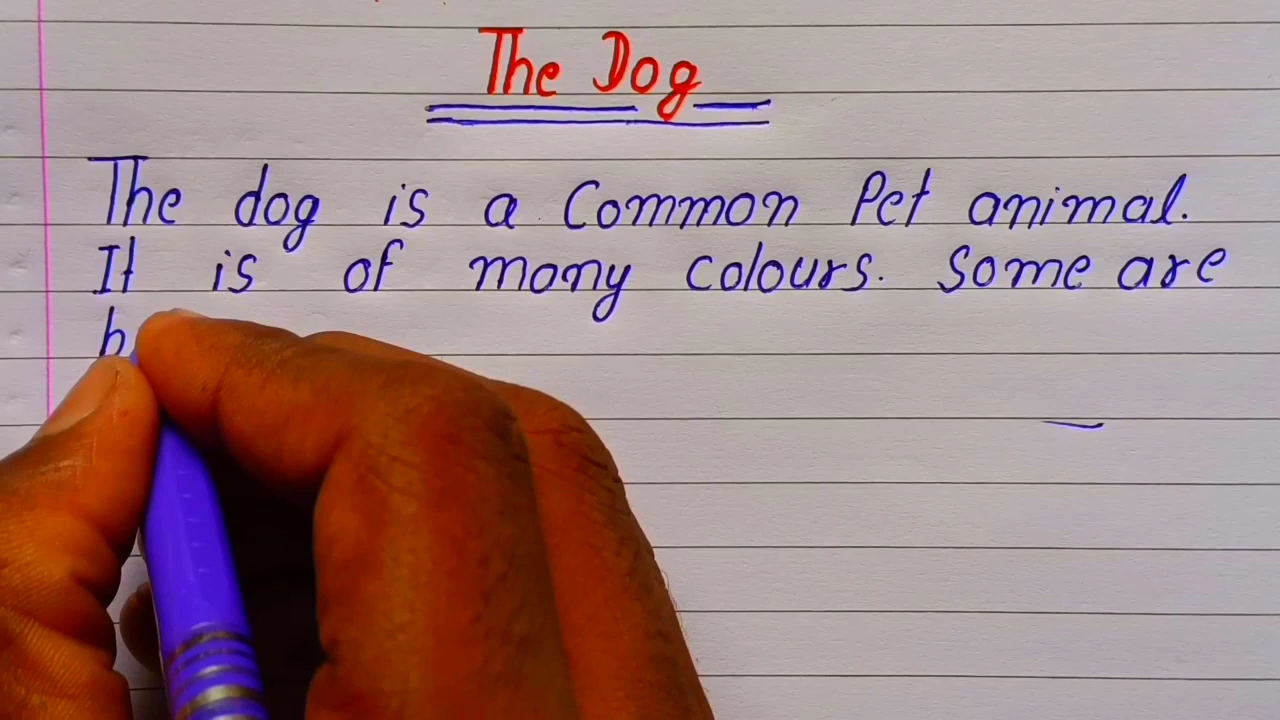 The Dog
The dog is a Common Pet animal.
It is of many colours. Some are